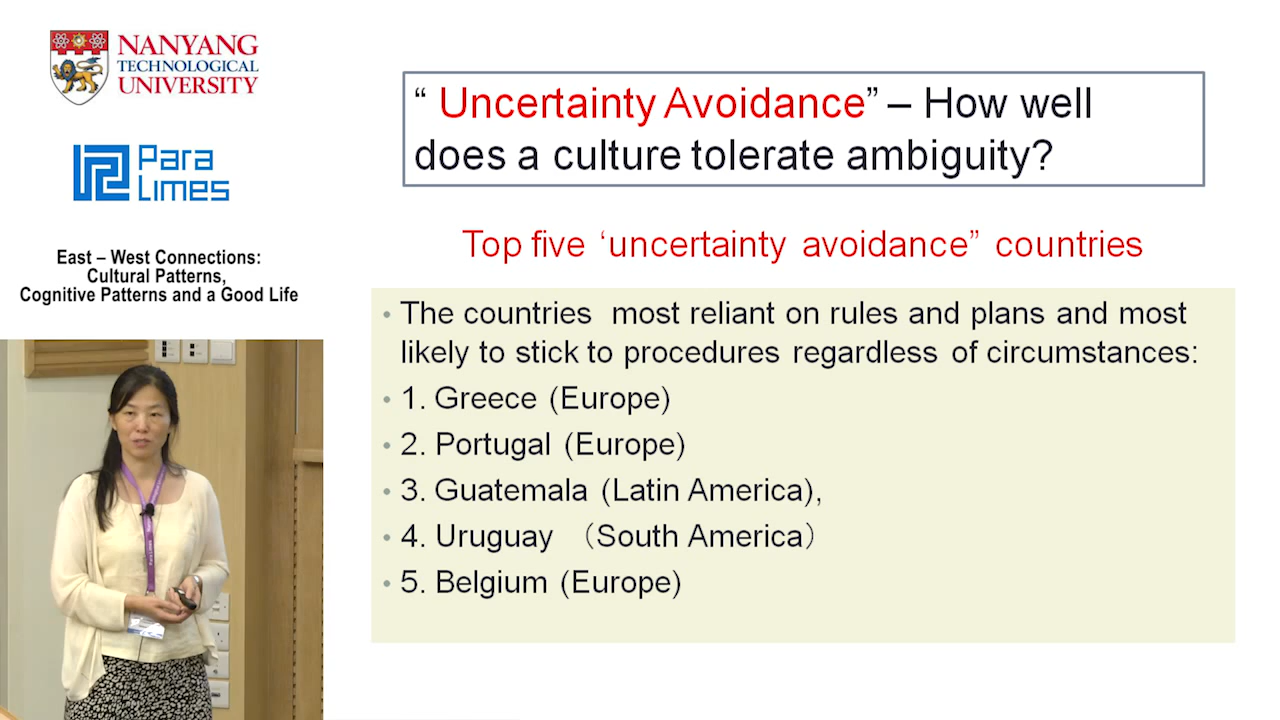 NANYANG
TECHNOLOGICAL
UNIVERSITY
Para
Limes
East – West Connections:
Cultural Patterns,
Cognitive Patterns and a Good Life
“ Uncertainty Avoidance” – How well
does a culture tolerate ambiguity?
Top five ‘uncertainty avoidance” countries
• The countries most reliant on rules and plans and most
likely to stick to procedures regardless of circumstances:
• 1. Greece (Europe)
• 2. Portugal (Europe)
• 3. Guatemala (Latin America),
• 4. Uruguay （South America）
• 5. Belgium (Europe)